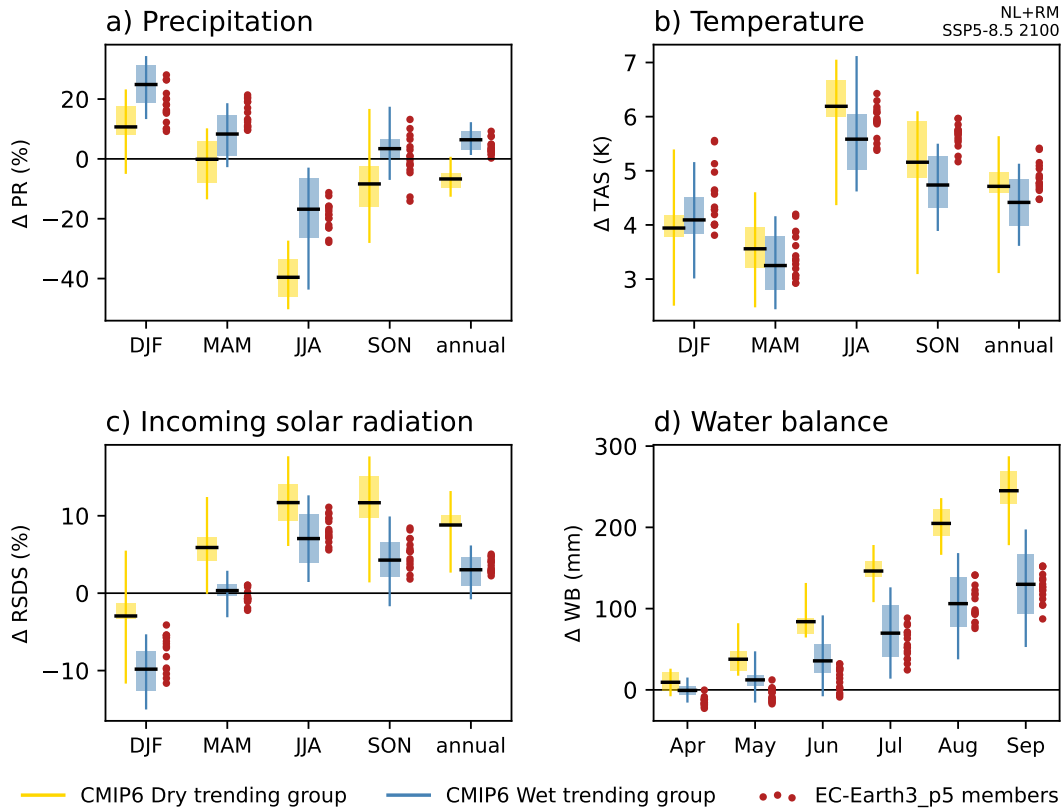 a) Precipitation
Δ PR (%)
20
0
−20
−40
DJF MAM JJA SON annual
b) Temperature
NL+RM
SSP5-8.5 2100
Δ TAS (K)
7
6
5
4
3
DJF MAM JJA SON annual
c) Incoming solar radiation
Δ RSDS (%)
10
0
−10
DJF MAM JJA SON annual
d) Water balance
Δ WB (mm)
300
200
100
0
Apr May Jun Jul Aug Sep
CMIP6 Dry trending group CMIP6 Wet trending group EC-Earth3_p5 members